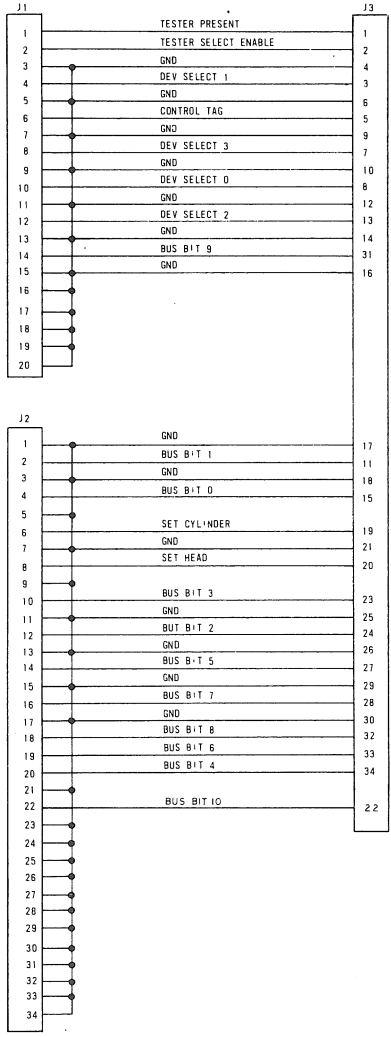 J1 J3
1 TESTER PRESENT 1
2 TESTER SELECT ENABLE 2
3 GND 4
4 DEV SELECT 1 3
5 GND 6
6 CONTROL TAG 5
7 GND 9
8 DEV SELECT 3 7
9 GND 10
10 DEV SELECT 0 8
11 GND 12
12 DEV SELECT 2 13
13 GND 14
14 BUS BIT 9 31
15 GND 16
16
17
18
19
20
J2
1 GND 17
2 BUS BIT 1 11
3 GND 18
4 BUS BIT 0 15
5
6 SET CYLINDER 19
7 GND 21
8 SET HEAD 20
9
10 BUS BIT 3 23
11 GND 25
12 BUT BIT 2 24
13 GND 26
14 BUS BIT 5 27
15 GND 29
16 BUS BIT 7 28
17 GND 30
18 BUS BIT 8 32
19 BUS BIT 6 33
20 BUS BIT 4 34
21
22 BUS BIT 10 22
23
24
25
26
27
28
29
30
31
32
33
34